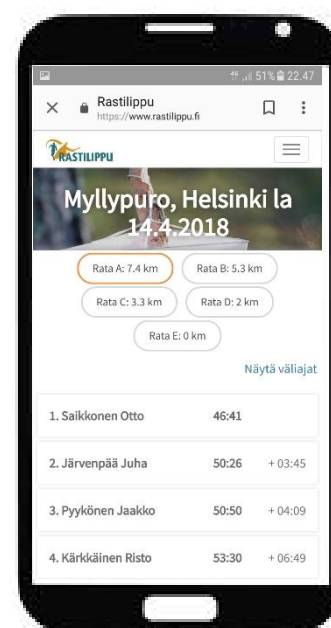 51% 22.47
Rastilippu
https://www.rastilippu.fi
RASTILIPPU
Myllypuro, Helsinki la
14.4.2018
Rata A: 7.4 km Rata B: 5.3 km
Rata C: 3.3 km Rata D: 2 km
Rata E: 0 km
Näytä väliajat
1. Saikkonen Otto 46:41
2. Järvenpää Juha 50:26 + 03:45
3. Pyykönen Jaakko 50:50 + 04:09
4. Kärkkäinen Risto 53:30 + 06:49